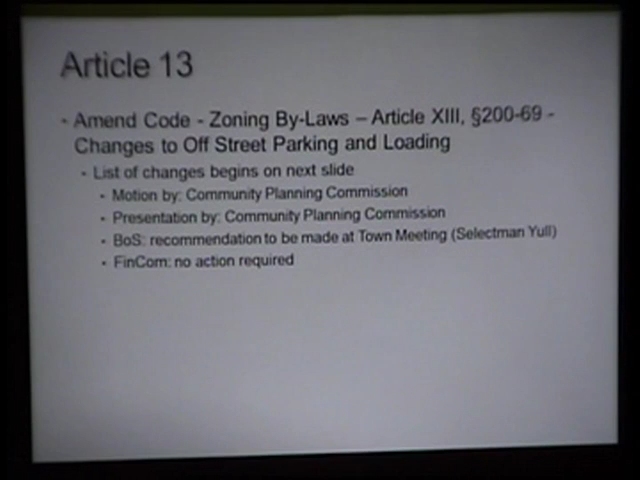 Article 13
- Amend Code - Zoning By-Laws – Article XIII, §200-69 -
Changes to Off Street Parking and Loading
- List of changes begins on next slide
- Motion by: Community Planning Commission
- Presentation by: Community Planning Commission
- BoS: recommendation to be made at Town Meeting (Selectman Yull)
- FinCom: no action required